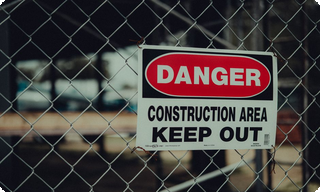 DANGER
CONSTRUCTION AREA
KEEP OUT